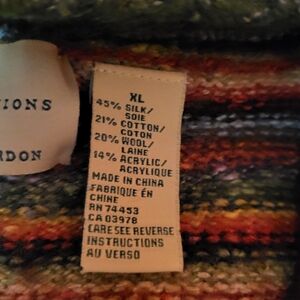 IONS
RDON
XL
45% SILK/
SOIE
21% COTTON/
COTON
20% WOOL/
LAINE
14% ACRYLIC/
ACRYLIQUE
MADE IN CHINA
FABRIQUÉ EN
CHINE
RN 74453
CA 03978
CARE SEE REVERSE
INSTRUCTIONS
AU VERSO